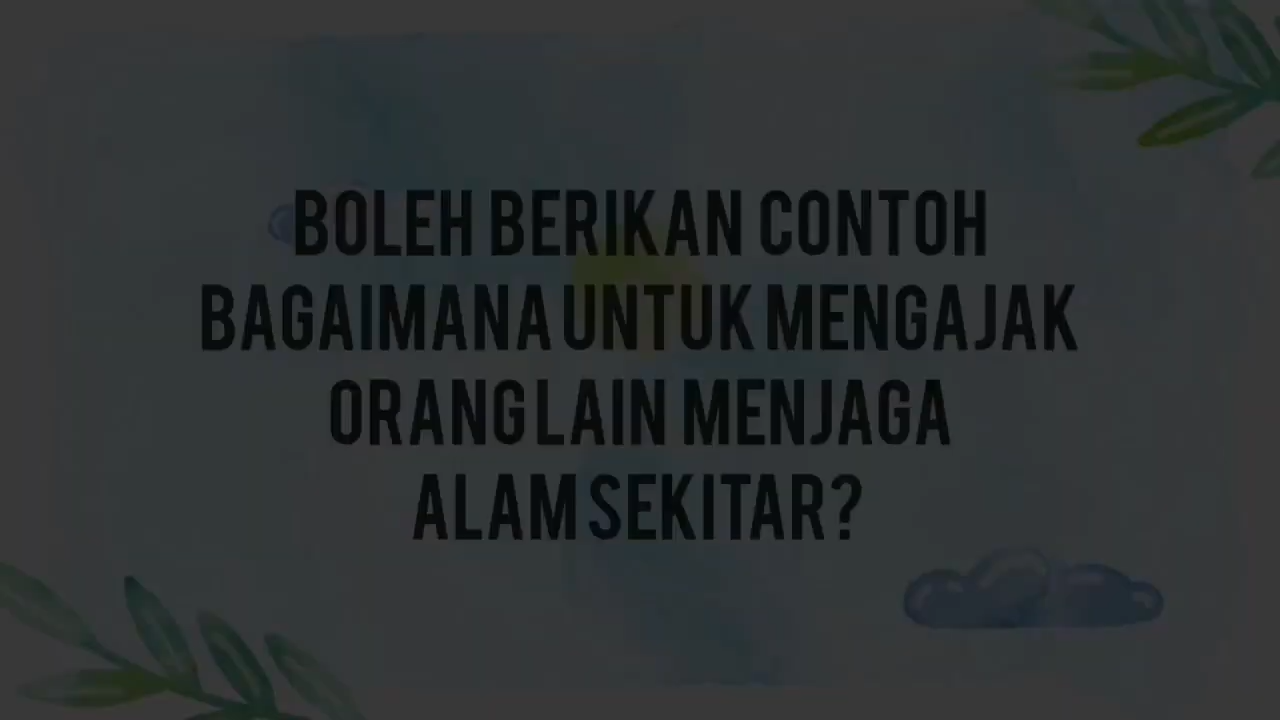 BOLEH BERIKAN CONTOH
BAGAIMANA UNTUK MENGAJAK
ORANG LAIN MENJAGA
ALAM SEKITAR?